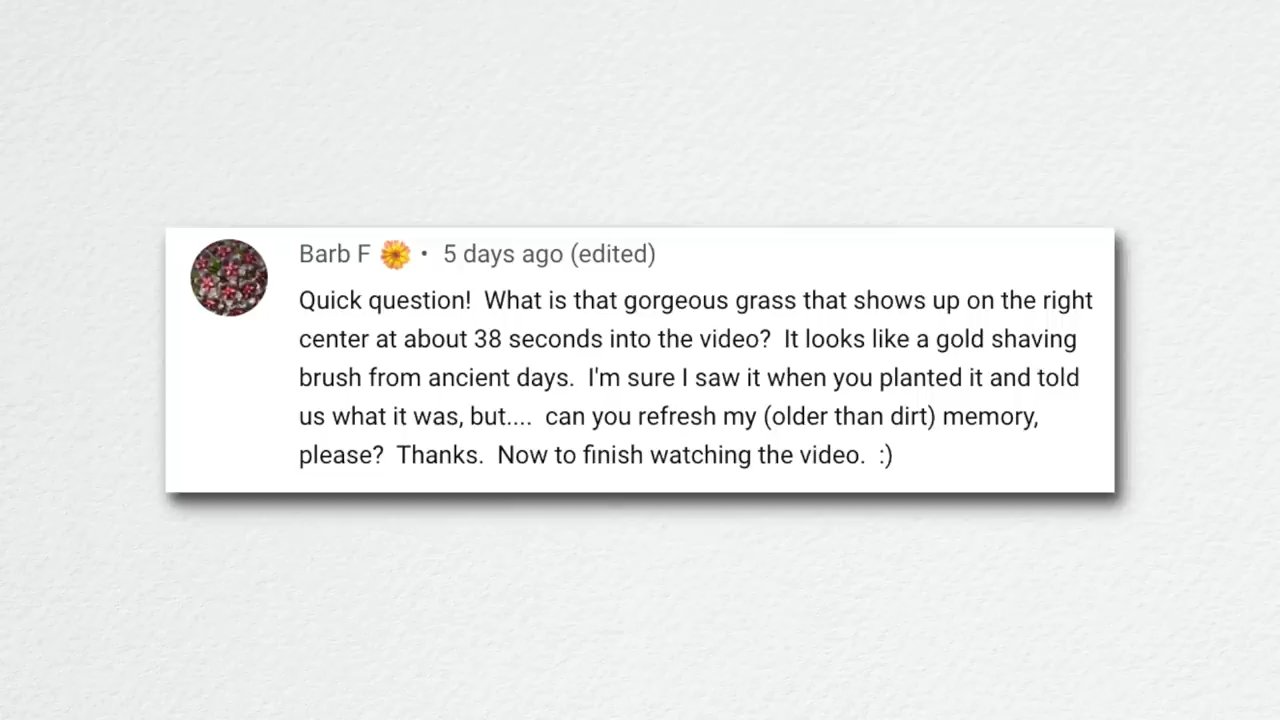 Barb F 🌼 • 5 days ago (edited)
Quick question!  What is that gorgeous grass that shows up on the right
center at about 38 seconds into the video?  It looks like a gold shaving
brush from ancient days.  I'm sure I saw it when you planted it and told
us what it was, but....  can you refresh my (older than dirt) memory,
please?  Thanks.  Now to finish watching the video.  :)